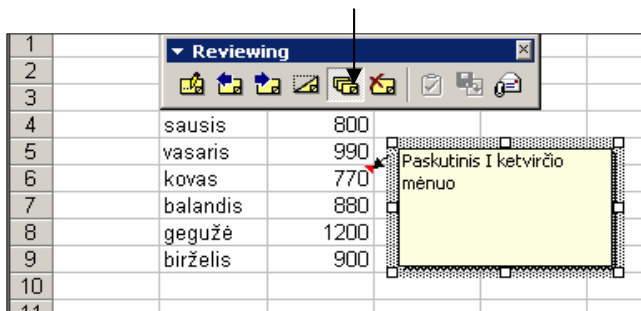 1
▼ Reviewing
2
3
4 sausis 800
5 vasaris 990
Paskutinis I ketvirčio
6 kovas 770
mėnuo
7 balandis 880
8 gegužė 1200
9 birželis 900
10
11